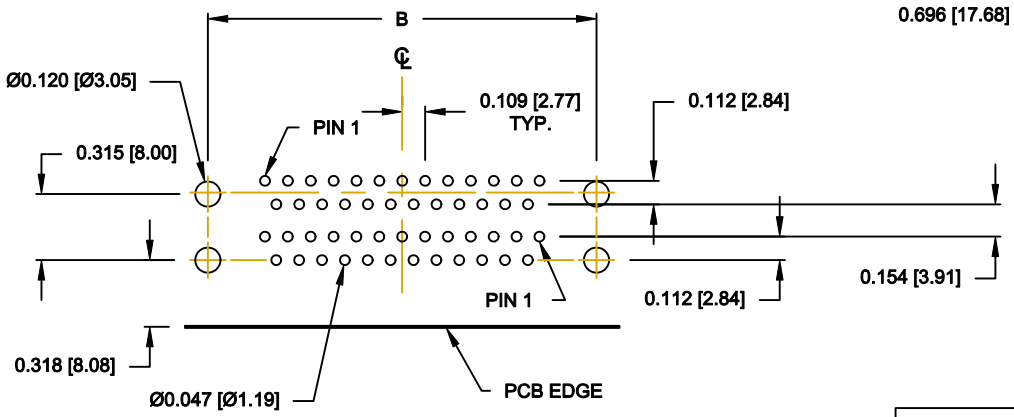 B
0.696 [17.68]
℄
Ø0.120 [Ø3.05]
0.109 [2.77]
TYP.
0.112 [2.84]
PIN 1
0.315 [8.00]
0.154 [3.91]
PIN 1
0.112 [2.84]
0.318 [8.08]
Ø0.047 [Ø1.19]
PCB EDGE